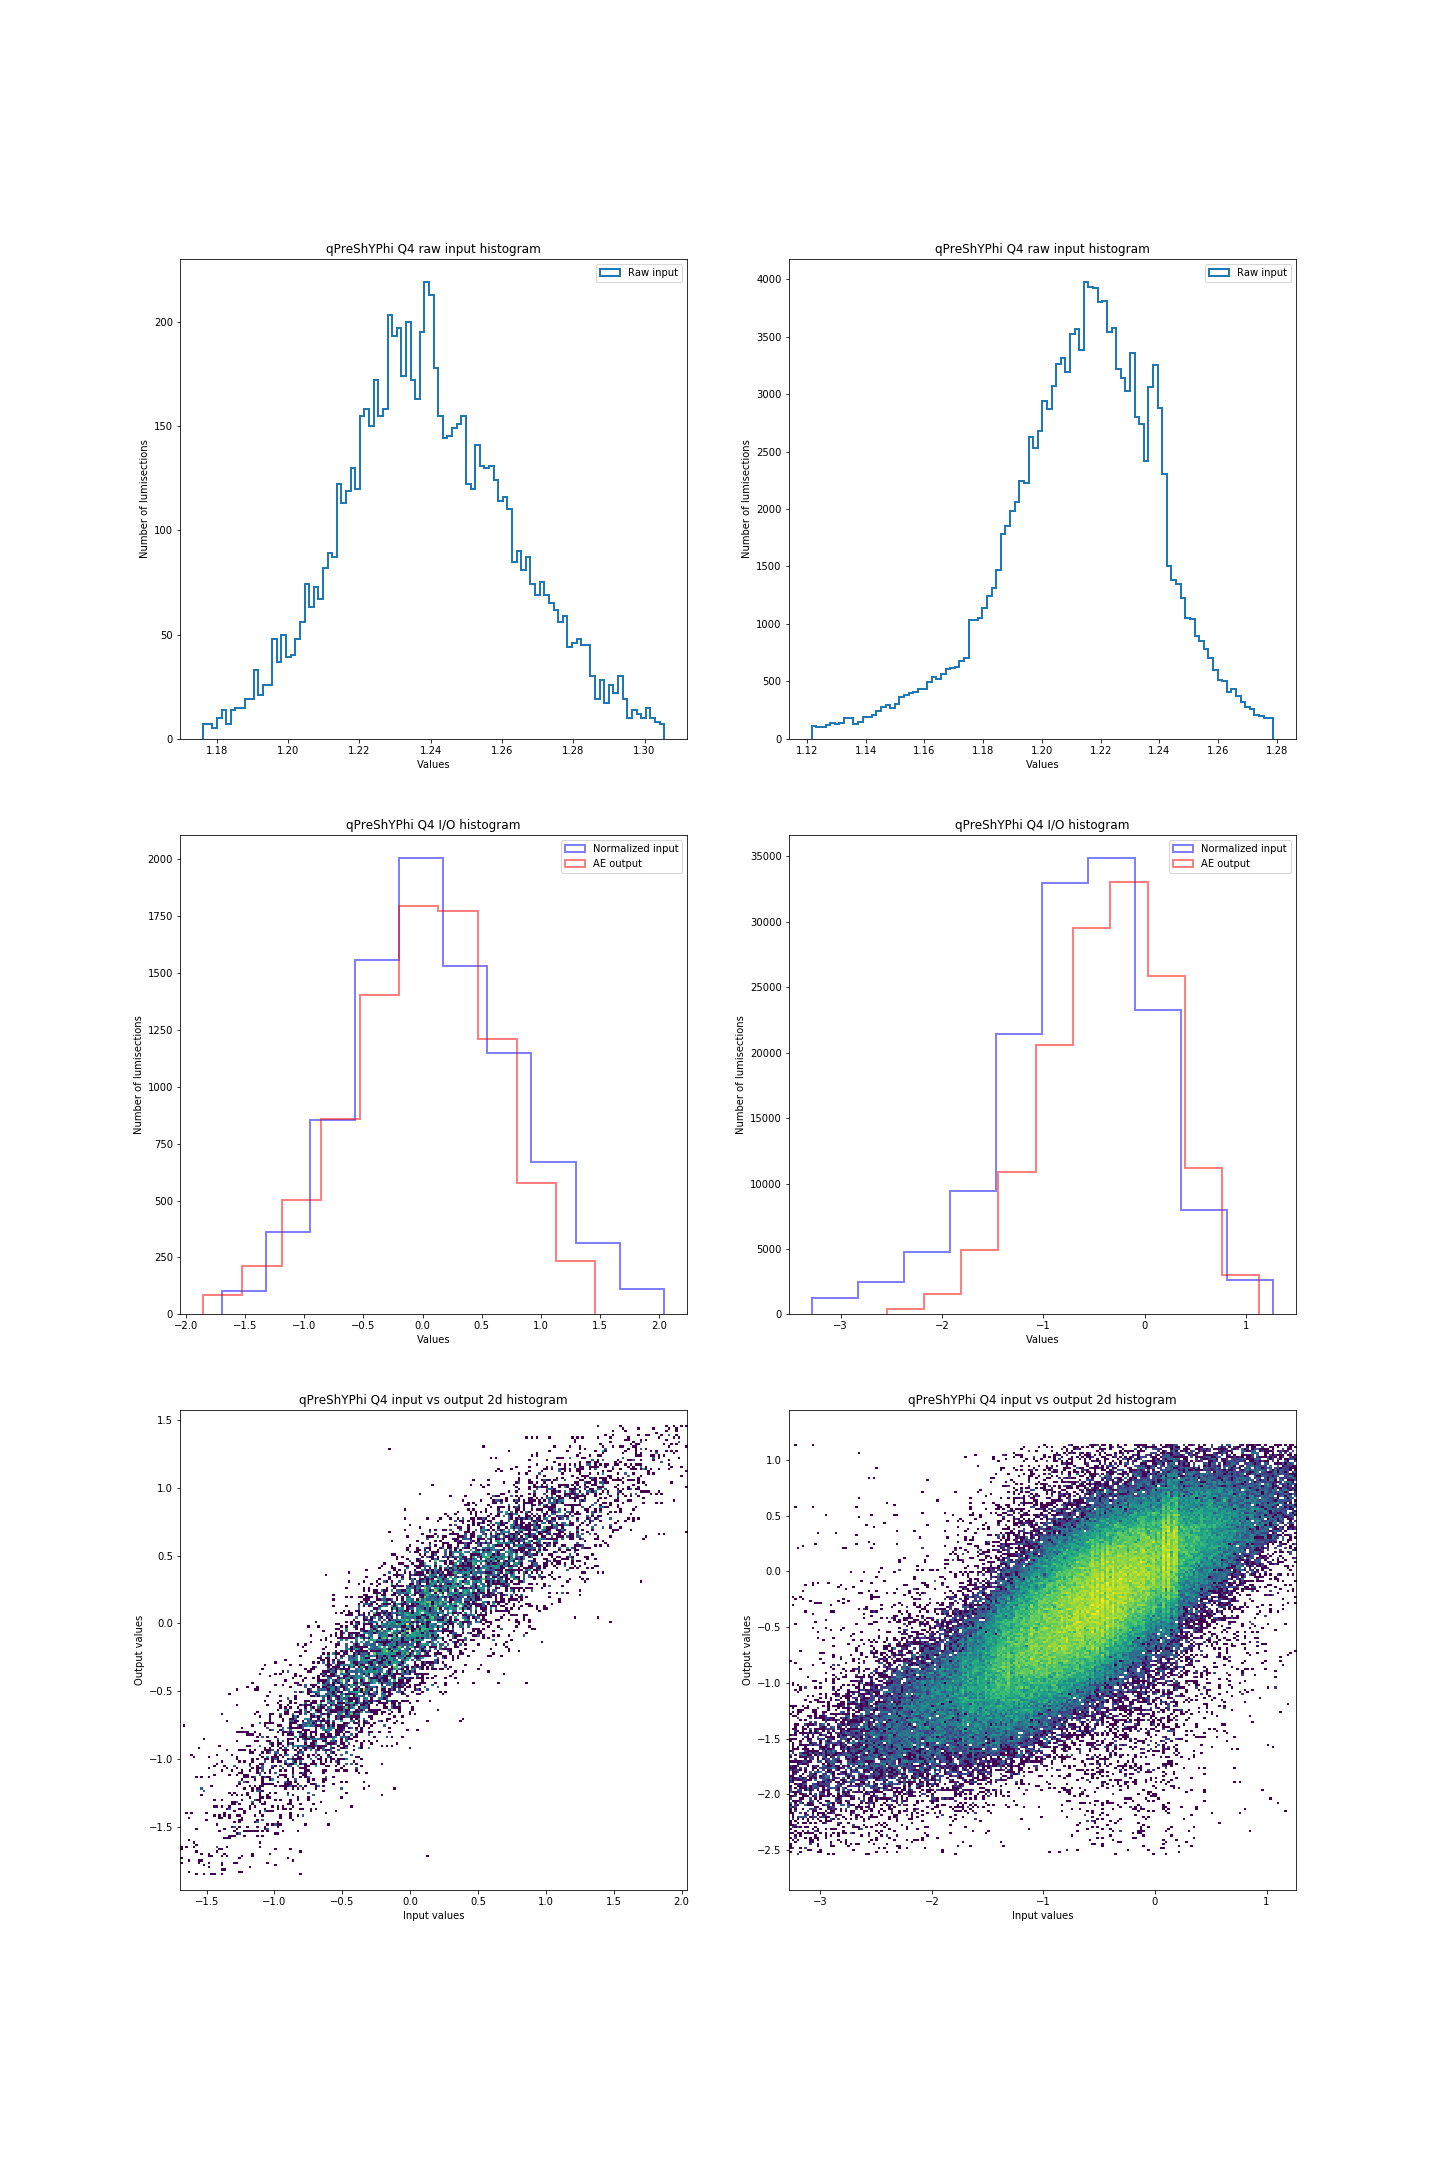 qPreShYPhi Q4 raw input histogram
Raw input
200
150
100
50
0
Number of lumisections
1.18 1.20 1.22 1.24 1.26 1.28 1.30
Values
qPreShYPhi Q4 raw input histogram
Raw input
4000
3500
3000
2500
2000
1500
1000
500
0
Number of lumisections
1.12 1.14 1.16 1.18 1.20 1.22 1.24 1.26 1.28
Values
qPreShYPhi Q4 I/O histogram
Normalized input
AE output
2000
1750
1500
1250
1000
750
500
250
0
Number of lumisections
−2.0 −1.5 −1.0 −0.5 0.0 0.5 1.0 1.5 2.0
Values
qPreShYPhi Q4 I/O histogram
Normalized input
AE output
35000
30000
25000
20000
15000
10000
5000
0
Number of lumisections
−3 −2 −1 0 1
Values
qPreShYPhi Q4 input vs output 2d histogram
1.5
1.0
0.5
0.0
−0.5
−1.0
−1.5
Output values
−1.5 −1.0 −0.5 0.0 0.5 1.0 1.5 2.0
Input values
qPreShYPhi Q4 input vs output 2d histogram
1.0
0.5
0.0
−0.5
−1.0
−1.5
−2.0
−2.5
Output values
−3 −2 −1 0 1
Input values